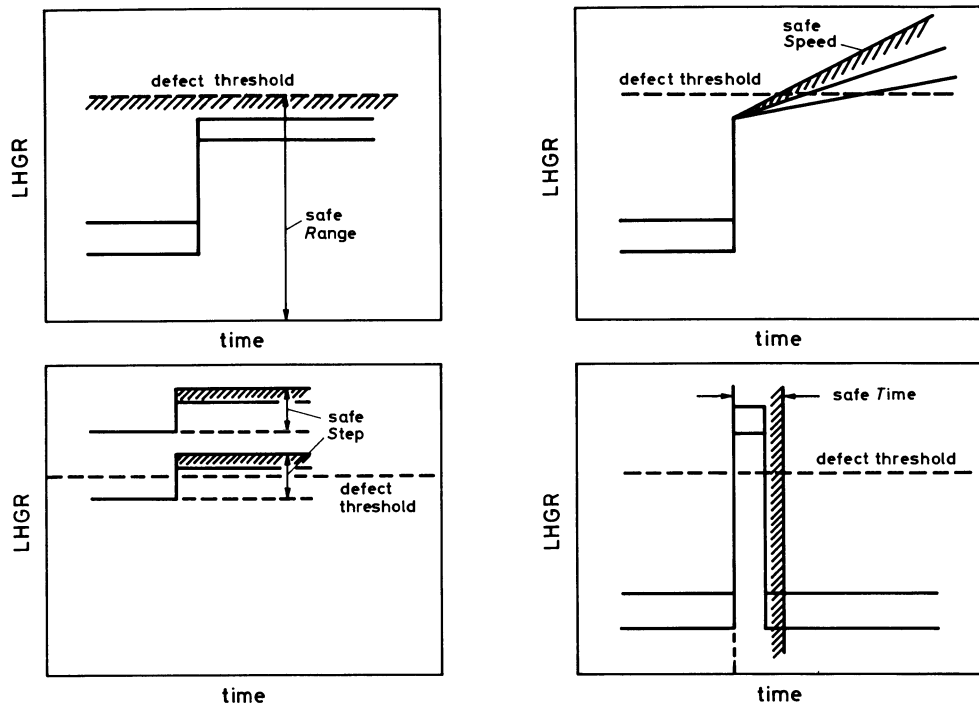 defect threshold
safe
Range
LHGR
time
safe
Speed
defect threshold
LHGR
time
safe
Step
defect
threshold
LHGR
time
safe Time
defect threshold
LHGR
time